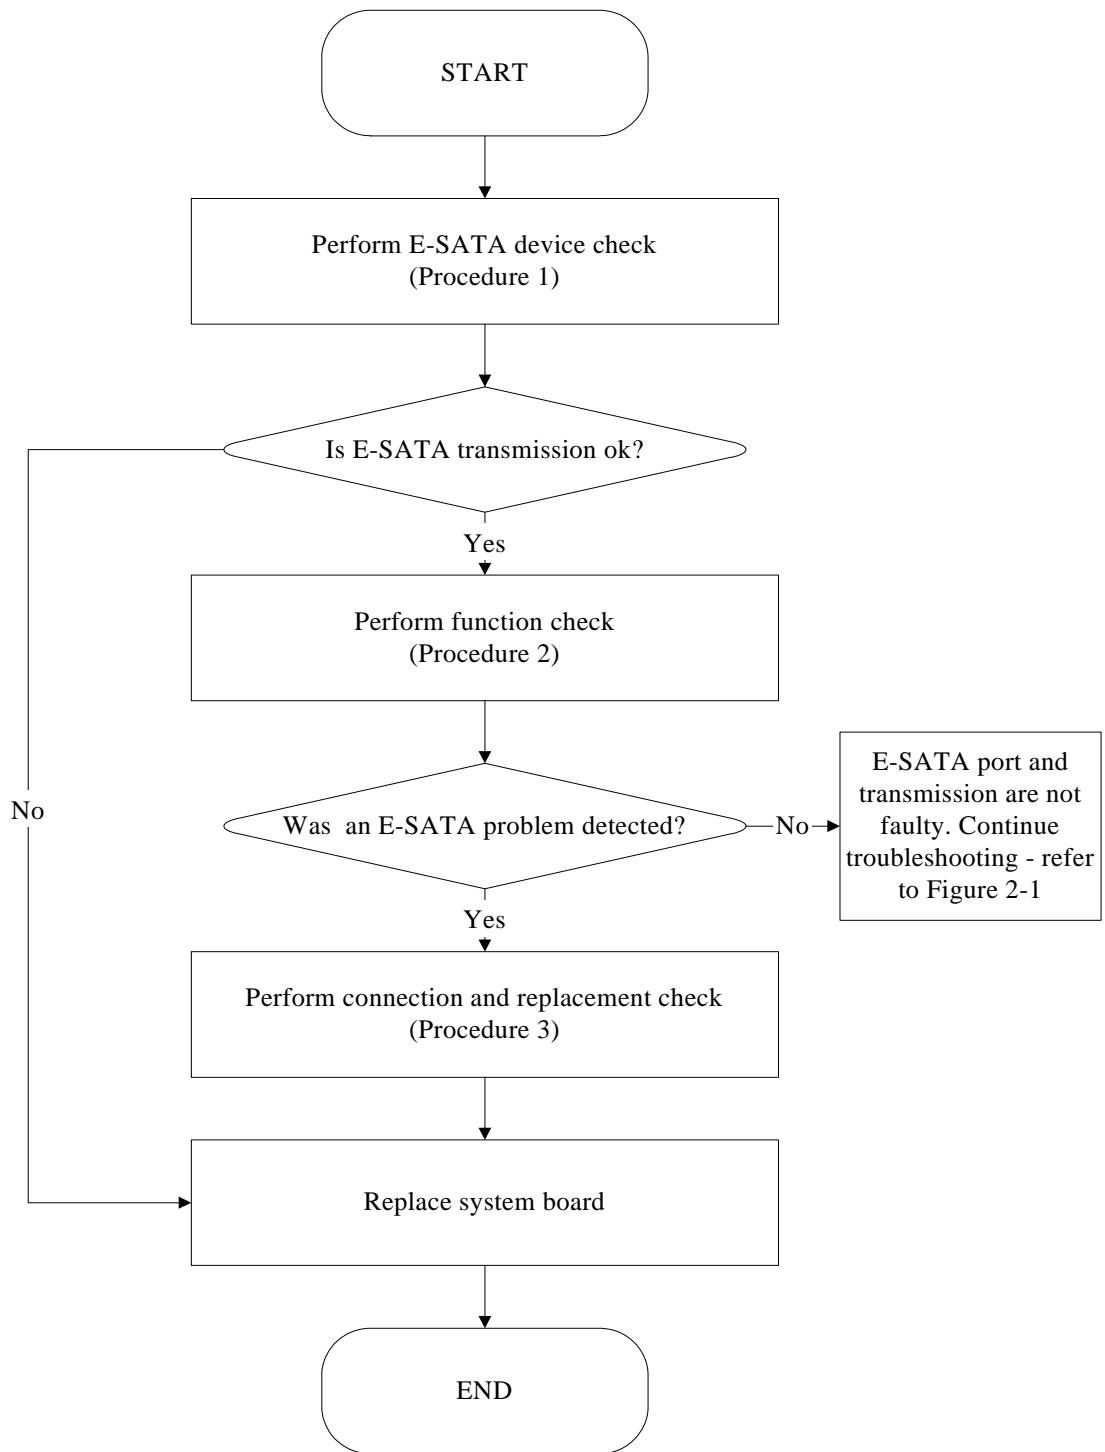 START
Perform E-SATA device check
(Procedure 1)
Is E-SATA transmission ok?
Yes
Perform function check
(Procedure 2)
No
Was  an E-SATA problem detected?
No
E-SATA port and
transmission are not
faulty. Continue
troubleshooting - refer
to Figure 2-1
Yes
Perform connection and replacement check
(Procedure 3)
Replace system board
END